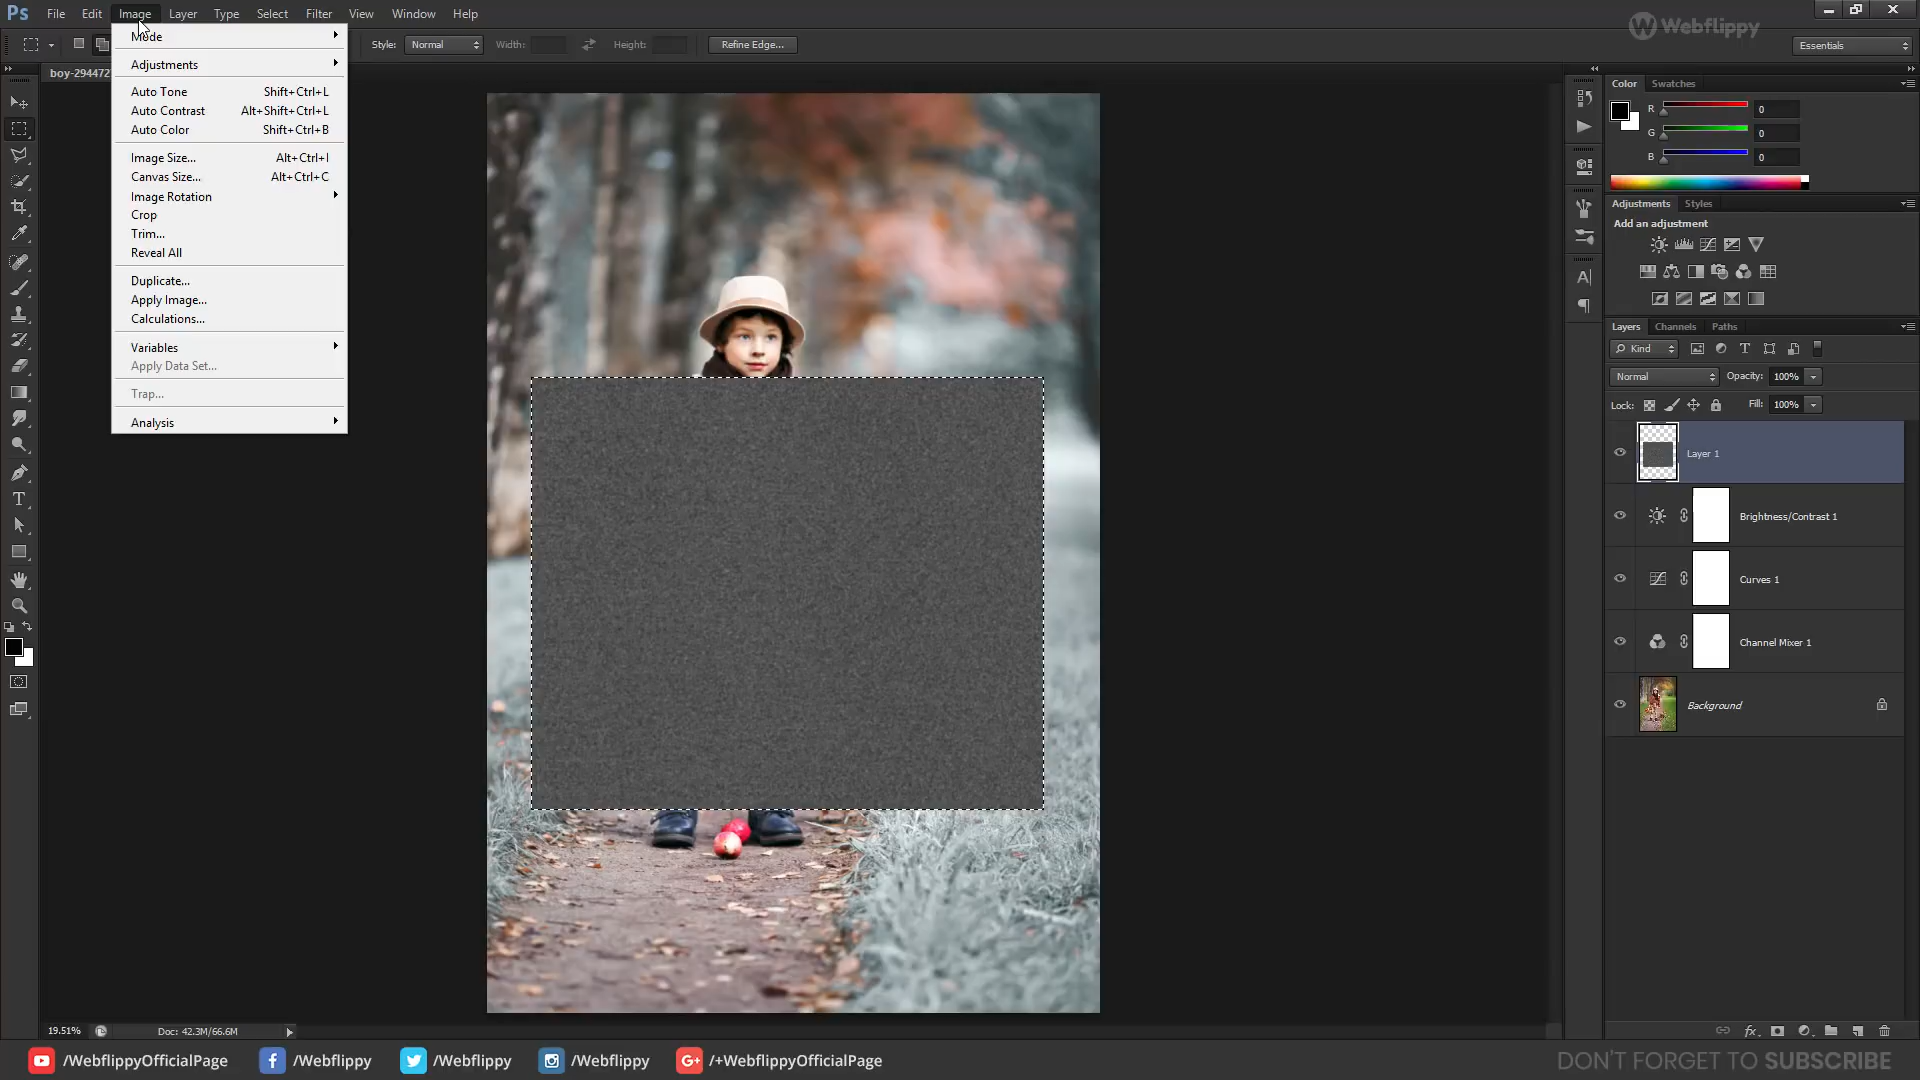 Ps File Edit Image Layer Type Select Filter View Window Help
Webflippy
Style: Normal Width: Height: Refine Edge... Essentials
boy-294472
Mode
Adjustments
Auto Tone Shift+Ctrl+L
Auto Contrast Alt+Shift+Ctrl+L
Auto Color Shift+Ctrl+B
Image Size... Alt+Ctrl+I
Canvas Size... Alt+Ctrl+C
Image Rotation
Crop
Trim...
Reveal All
Duplicate...
Apply Image...
Calculations...
Variables
Apply Data Set...
Trap...
Analysis
Color Swatches
R 0
G 0
B 0
Adjustments Styles
Add an adjustment
Layers Channels Paths
Kind
Normal Opacity: 100%
Lock: Fill: 100%
Layer 1
Brightness/Contrast 1
Curves 1
Channel Mixer 1
Background
19.51% Doc: 42.3M/66.6M
/WebflippyOfficialPage /Webflippy /Webflippy /Webflippy G+ /+WebflippyOfficialPage DON'T FORGET TO SUBSCRIBE